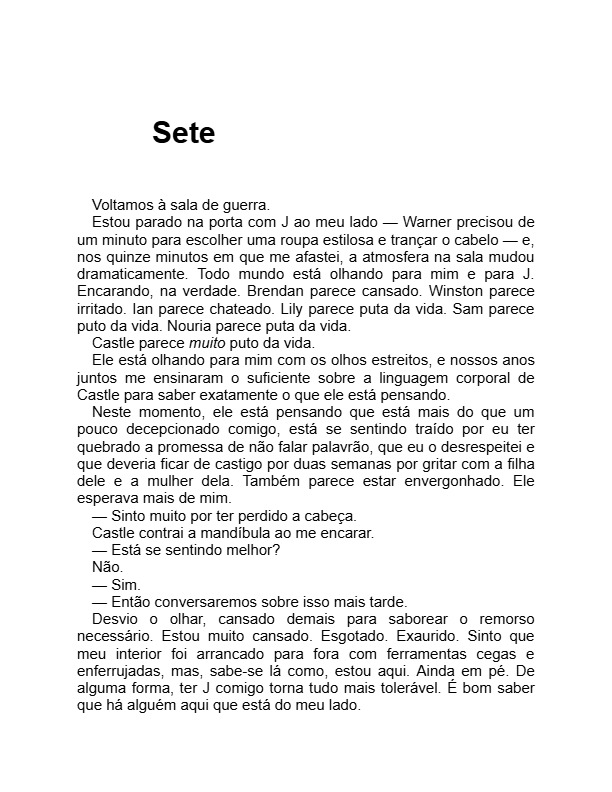 Sete
Voltamos à sala de guerra.
Estou parado na porta com J ao meu lado — Warner precisou de
um minuto para escolher uma roupa estilosa e trançar o cabelo — e,
nos quinze minutos em que me afastei, a atmosfera na sala mudou
dramaticamente. Todo mundo está olhando para mim e para J.
Encarando, na verdade. Brendan parece cansado. Winston parece
irritado. Ian parece chateado. Lily parece puta da vida. Sam parece
puto da vida. Nouria parece puta da vida.
Castle parece muito puto da vida.
Ele está olhando para mim com os olhos estreitos, e nossos anos
juntos me ensinaram o suficiente sobre a linguagem corporal de
Castle para saber exatamente o que ele está pensando.
Neste momento, ele está pensando que está mais do que um
pouco decepcionado comigo, está se sentindo traído por eu ter
quebrado a promessa de não falar palavrão, que eu o desrespeitei e
que deveria ficar de castigo por duas semanas por gritar com a filha
dele e a mulher dela. Também parece estar envergonhado. Ele
esperava mais de mim.
— Sinto muito por ter perdido a cabeça.
Castle contrai a mandíbula ao me encarar.
— Está se sentindo melhor?
Não.
— Sim.
— Então conversaremos sobre isso mais tarde.
Desvio o olhar, cansado demais para saborear o remorso
necessário. Estou muito cansado. Esgotado. Exaurido. Sinto que
meu interior foi arrancado para fora com ferramentas cegas e
enferrujadas, mas, sabe-se lá como, estou aqui. Ainda em pé. De
alguma forma, ter J comigo torna tudo mais tolerável. É bom saber
que há alguém aqui que está do meu lado.